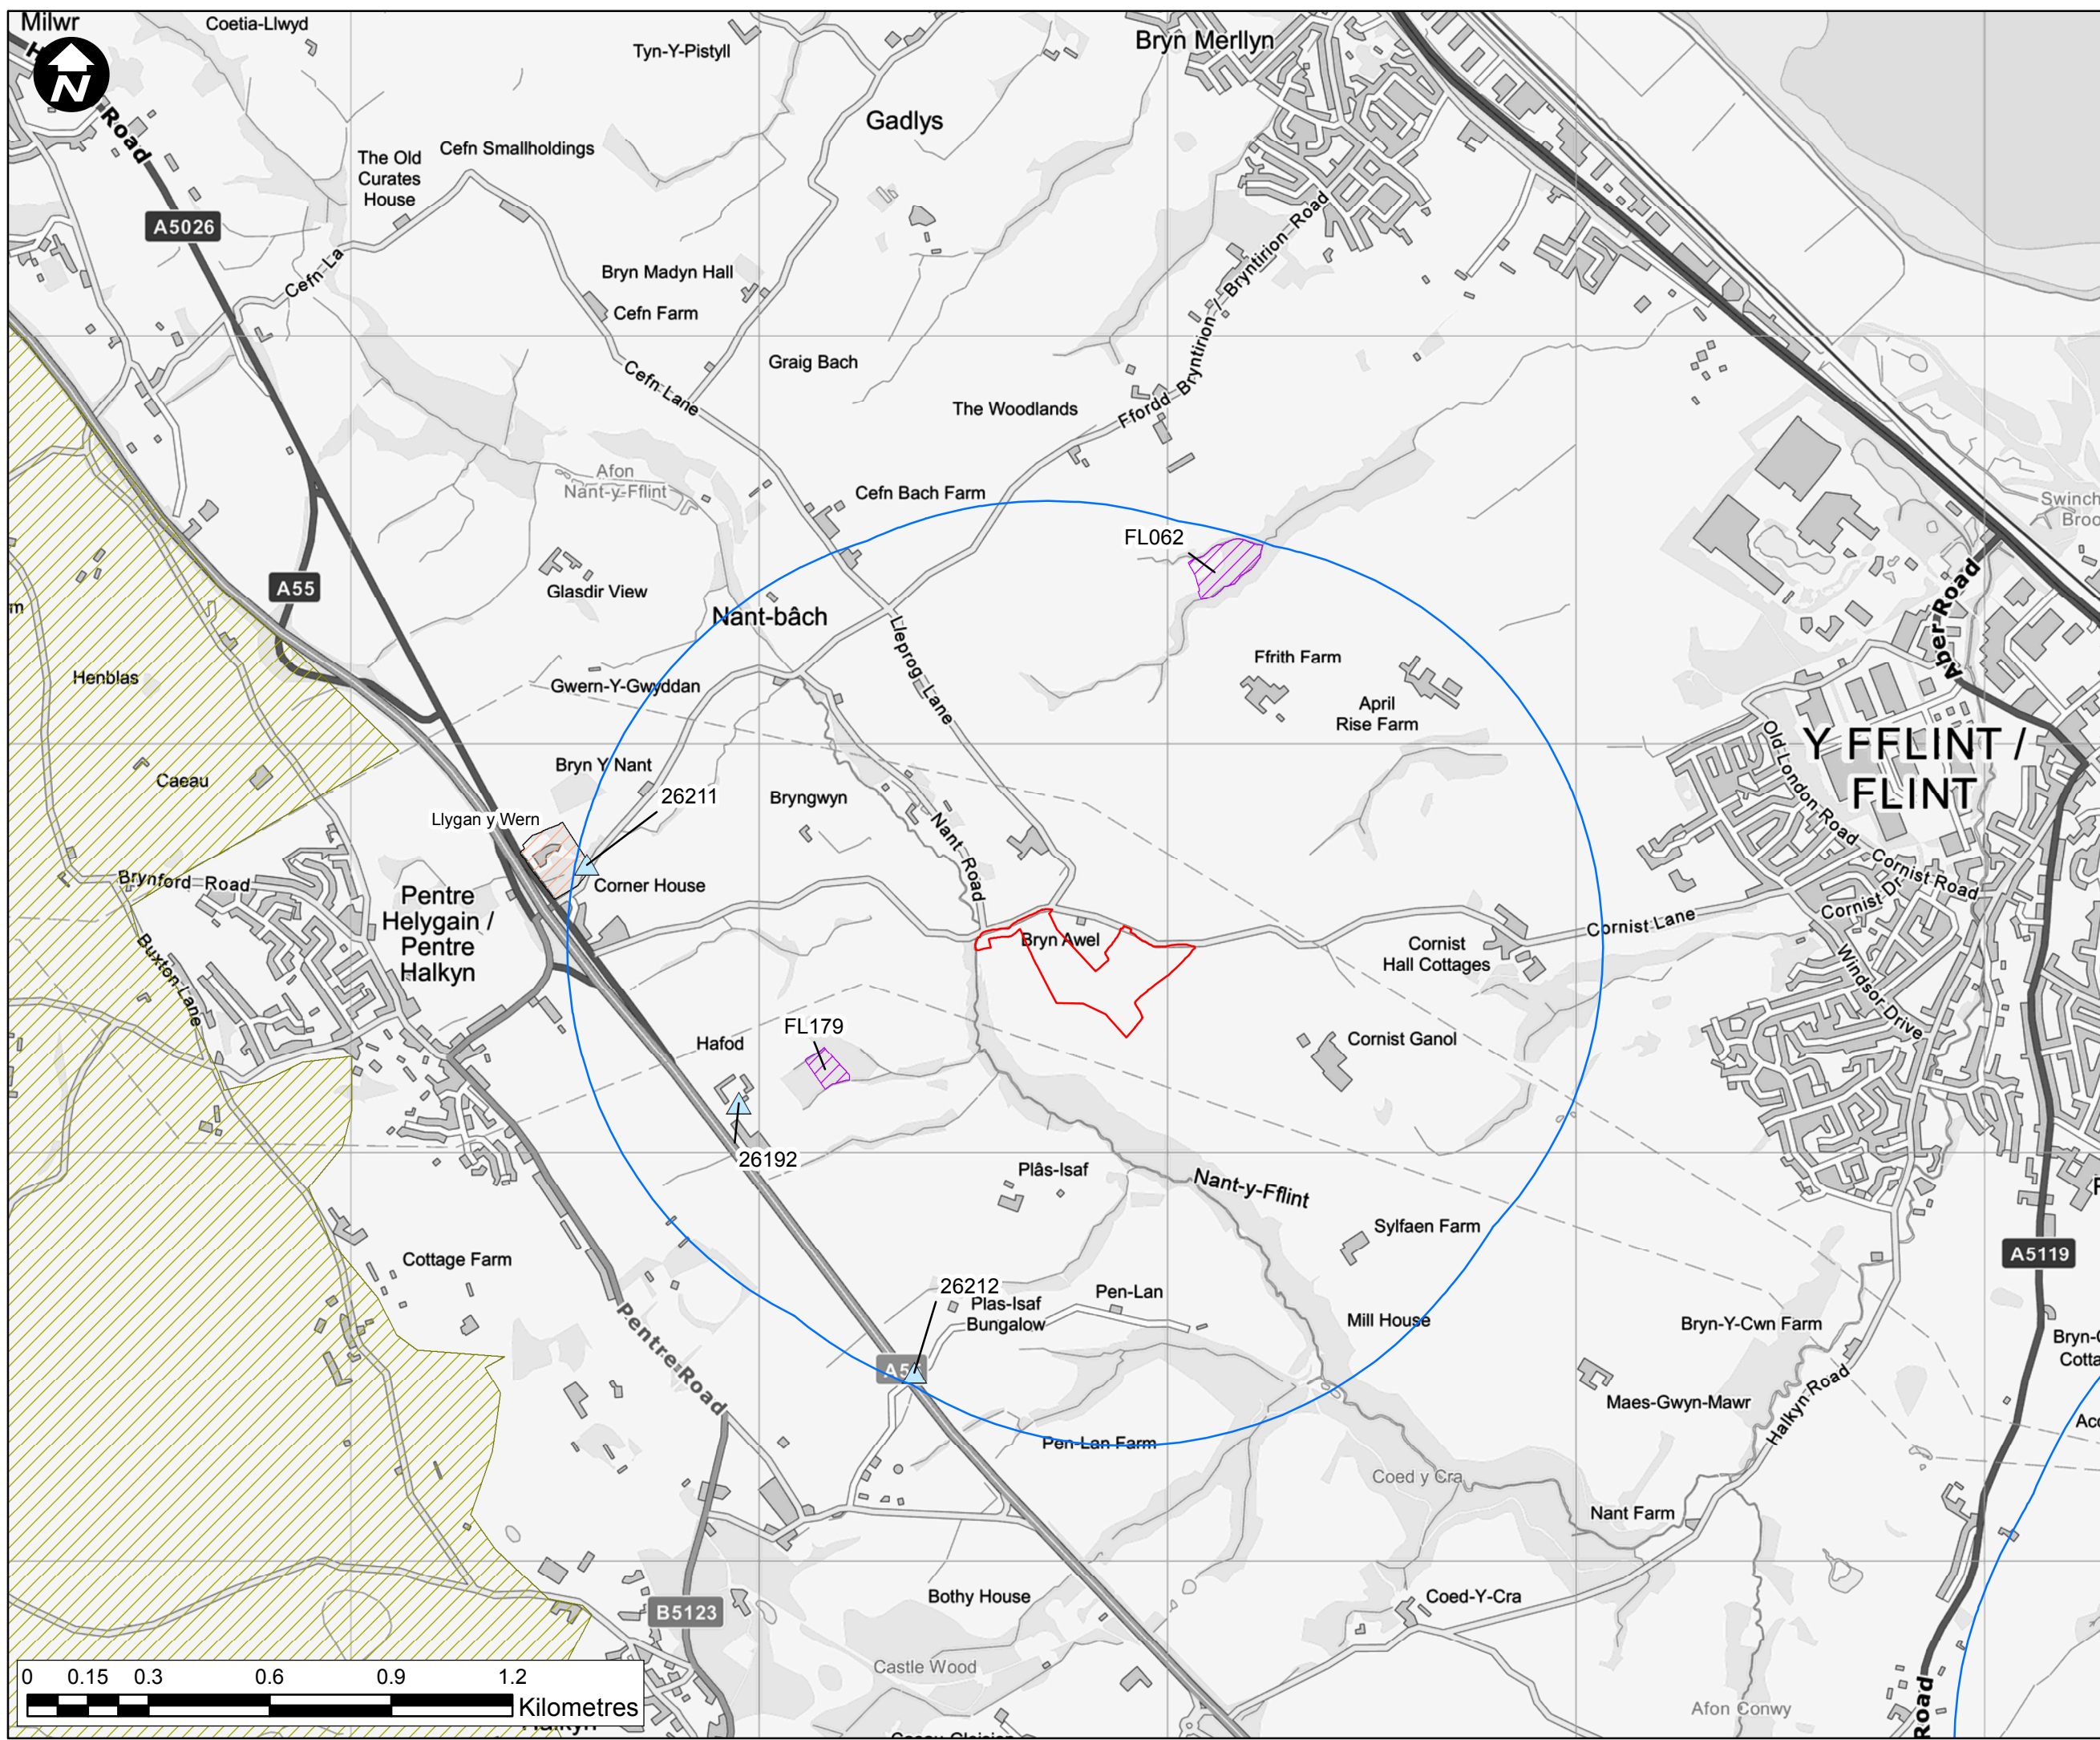 Milwr
Coetia-Llwyd
Tyn-Y-Pistyll
Bryn Merllyn
N
Road
Gadlys
The Old
Curates
House
Cefn Smallholdings
A5026
Cefn-La
Bryn Madyn Hall
Cefn Farm
Ffordd Bryntirion / Bryntirion Road
Graig Bach
Cefn Lane
The Woodlands
Afon
Nant-y-Fflint
Cefn Bach Farm
Swinch
Broo
FL062
A55
Glasdir View
Nant-bâch
Aber Road
m
Lleprog Lane
Ffrith Farm
Henblas
Gwern-Y-Gwyddan
April
Rise Farm
Y FFLINT /
FLINT
Old London Road
Caeau
Bryn Y Nant
26211
Bryngwyn
Llygan y Wern
Nant Road
Brynford Road
Corner House
Cornist Road
Cornist Dr
Pentre
Helygain /
Pentre
Halkyn
Cornist Lane
Bryn Awel
Cornist
Hall Cottages
Buxton Lane
Windsor Drive
FL179
Hafod
Cornist Ganol
26192
Plâs-Isaf
Nant-y-Fflint
Sylfaen Farm
Cottage Farm
A5119
26212
Plas-Isaf
Bungalow
Pen-Lan
Mill House
Bryn-Y-Cwn Farm
Bryn-C
Cotta
Pentre Road
A5
Maes-Gwyn-Mawr
Halkyn Road
Acc
Pen-Lan Farm
Coed y Cra
Nant Farm
Bothy House
Coed-Y-Cra
B5123
Castle Wood
0 0.15 0.3 0.6 0.9 1.2
Kilometres
Afon Conwy
Road